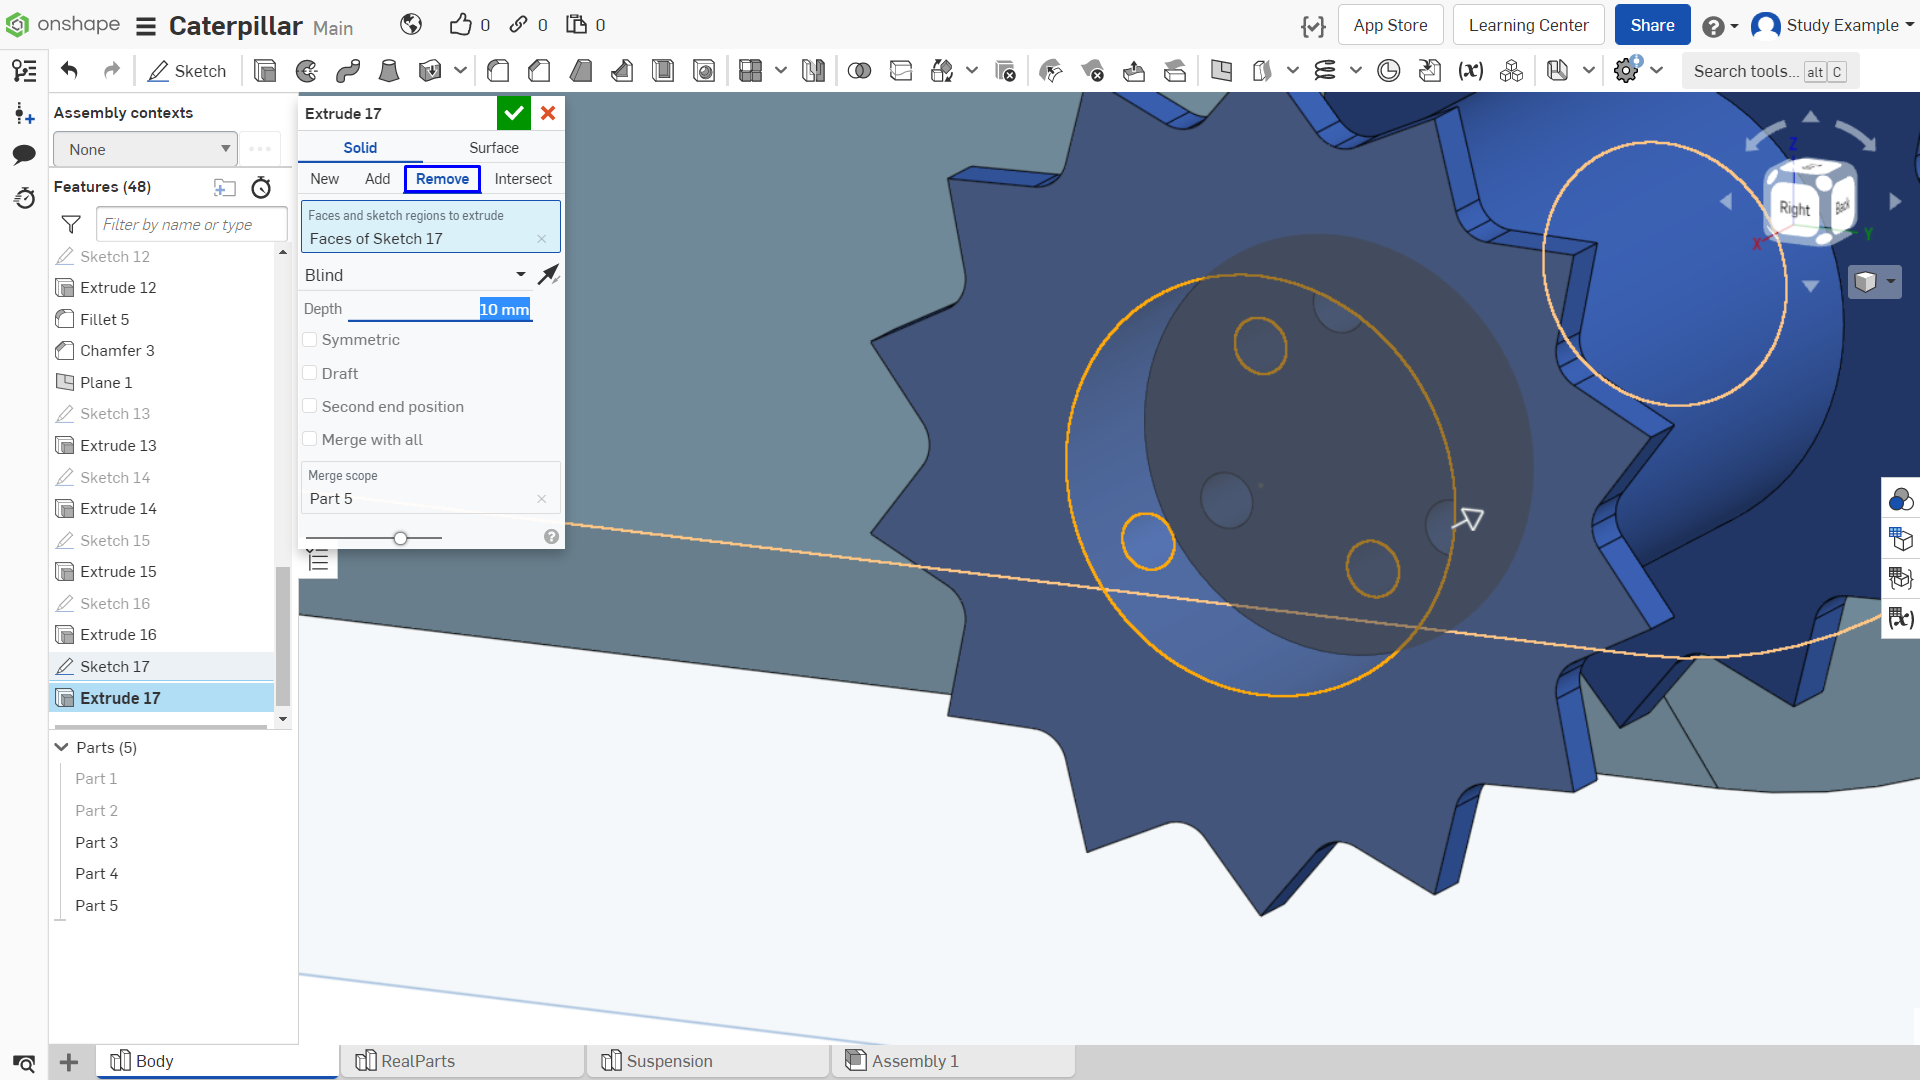 onshape Caterpillar Main 0 0 0 App Store Learning Center Share Study Example
Sketch Search tools... alt C
Assembly contexts
None
Features (48)
Filter by name or type
Sketch 12
Extrude 12
Fillet 5
Chamfer 3
Plane 1
Sketch 13
Extrude 13
Sketch 14
Extrude 14
Sketch 15
Extrude 15
Sketch 16
Extrude 16
Sketch 17
Extrude 17
Parts (5)
Part 1
Part 2
Part 3
Part 4
Part 5
Extrude 17
Solid Surface
New Add Remove Intersect
Faces and sketch regions to extrude
Faces of Sketch 17
Blind
Depth 10 mm
Symmetric
Draft
Second end position
Merge with all
Merge scope
Part 5
Z
Right Back
X Y
Body RealParts Suspension Assembly 1